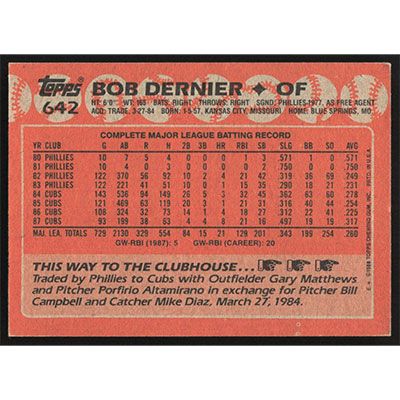 Topps
642
BOB DERNIER ✦ OF
HT: 6'0" WT: 165 BATS: RIGHT THROWS: RIGHT SGND: PHILLIES-1977, AS FREE AGENT
ACQ: TRADE, 3-27-84 BORN: 1-5-57, KANSAS CITY, MISSOURI HOME: BLUE SPRINGS, MO.
COMPLETE MAJOR LEAGUE BATTING RECORD
YR CLUB G AB R H 2B 3B HR RBI SB SLG BB SO AVG
80 PHILLIES 10 7 5 4 0 0 0 1 .571
81 PHILLIES 10 4 0 3 0 0 0 0 2 .750 0 0 .750
82 PHILLIES 122 370 56 92 10 2 4 21 42 .319 36 69 .249
83 PHILLIES 122 221 41 51 10 0 1 15 35 .290 18 21 .231
84 CUBS 143 536 94 149 26 5 3 32 45 .362 63 60 .278
85 CUBS 121 469 63 119 20 3 1 21 31 .316 40 44 .254
86 CUBS 108 324 32 73 14 1 4 18 27 .312 22 41 .225
87 CUBS 93 199 38 63 4 4 8 21 16 .497 19 19 .317
MAJ. LEA. TOTALS 729 2130 329 554 84 15 21 129 201
GW-RBI (1987): 5 GW-RBI (CAREER): 20
THIS WAY TO THE CLUBHOUSE...
Traded by Phillies to Cubs with Outfielder Gary Matthews
and Pitcher Porfirio Altamirano in exchange for Pitcher Bill
Campbell and Catcher Mike Diaz, March 27, 1984.
©1988 TOPPS CHEWING GUM, INC. PRTD. IN U.S.A.